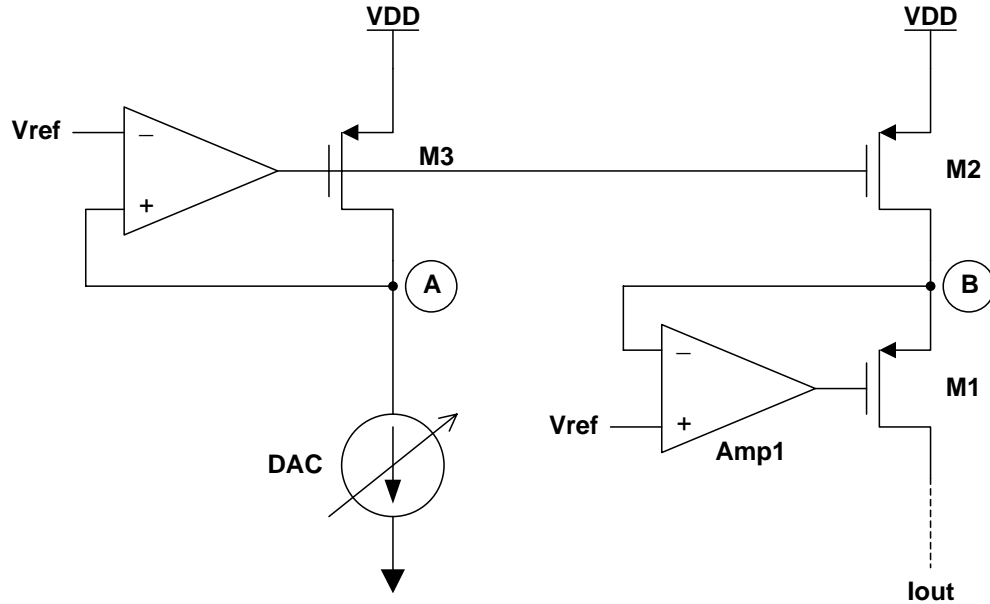 VDD
VDD
Vref
−
+
M3
M2
A
B
−
+
Vref
Amp1
M1
DAC
Iout